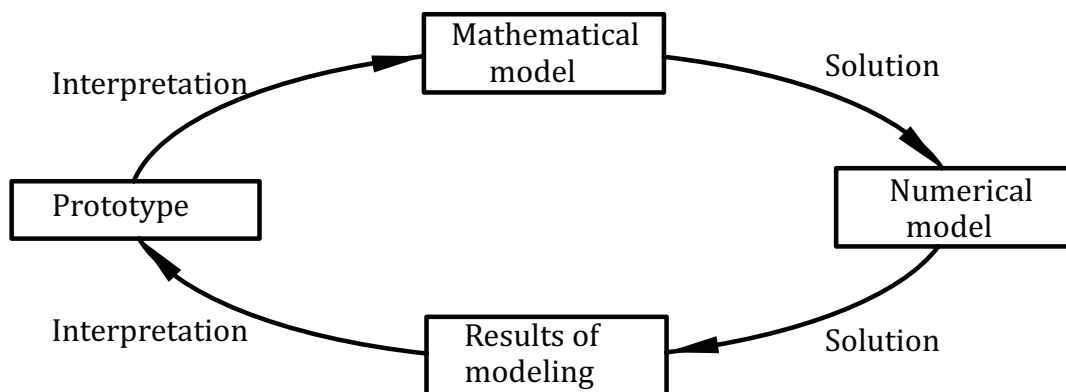 Mathematical
model
Interpretation
Solution
Prototype
Numerical
model
Interpretation
Results of
modeling
Solution